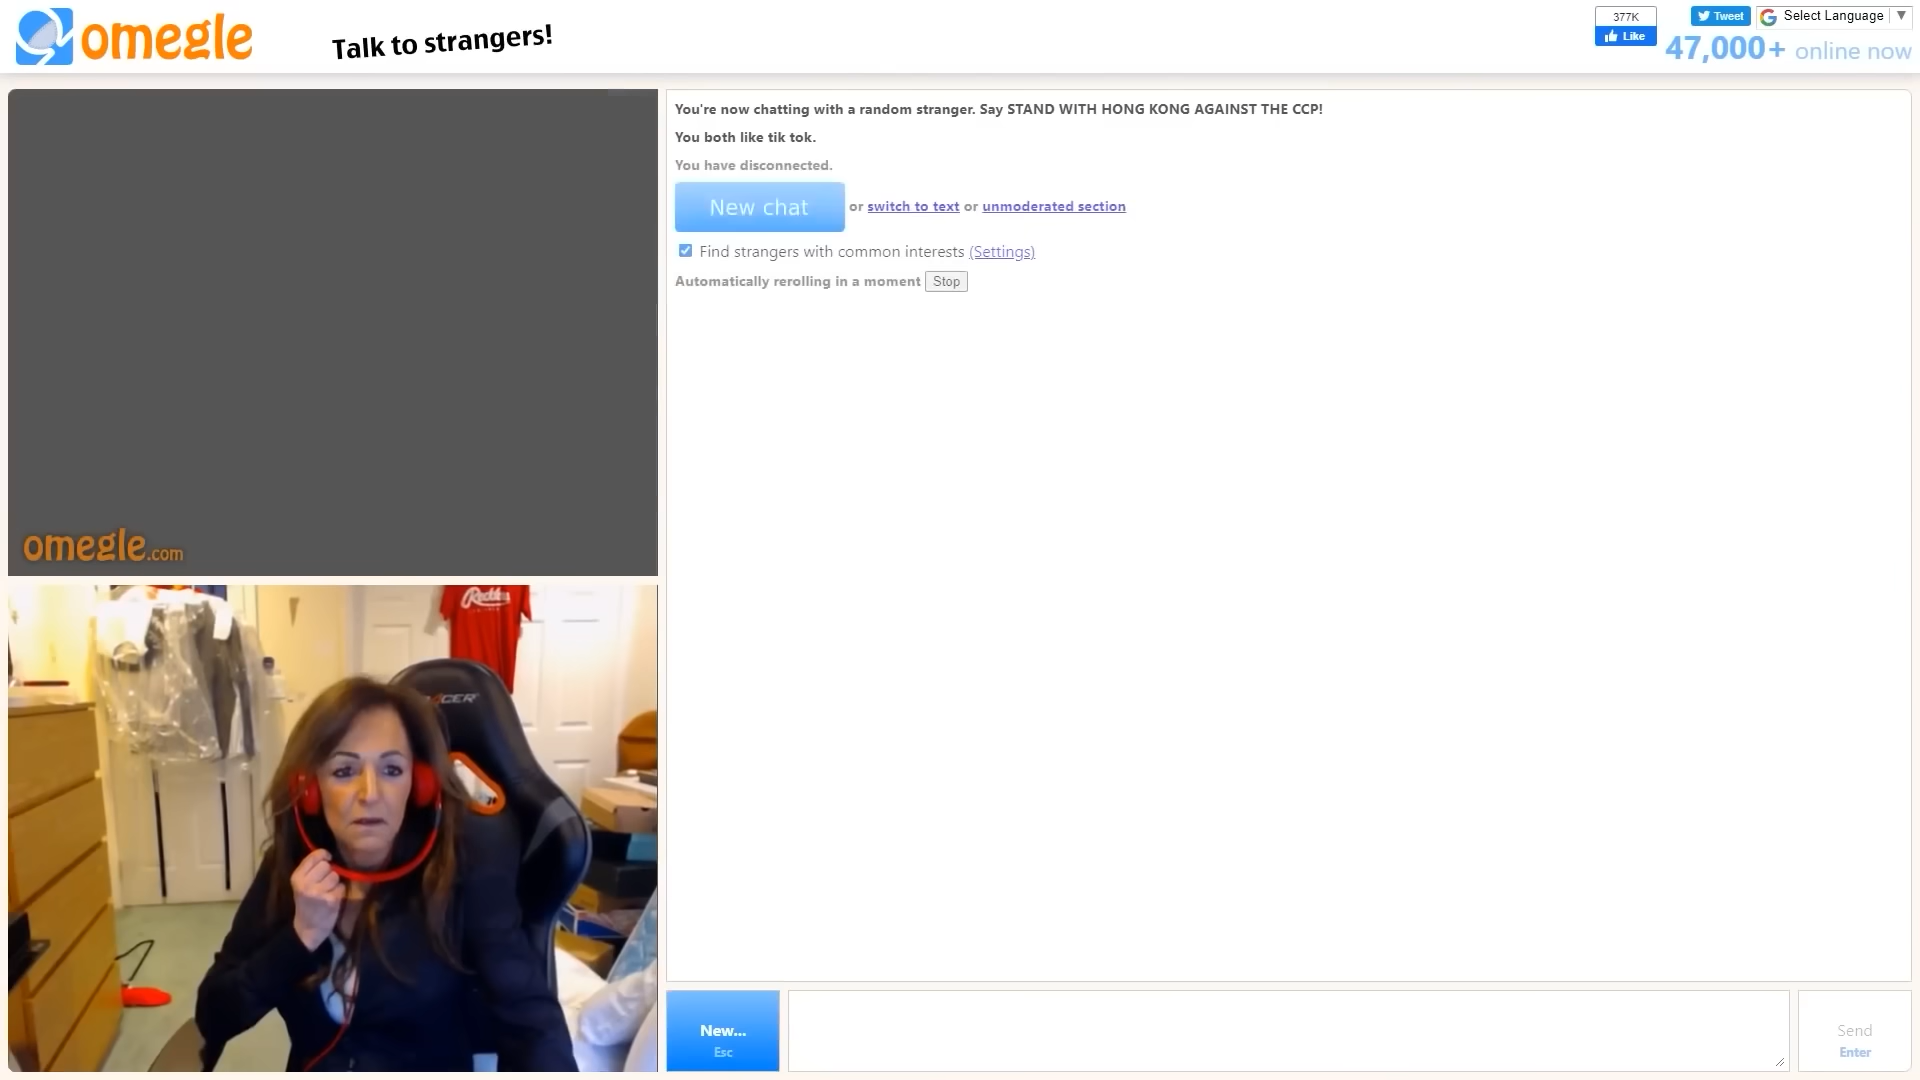 omegle
Talk to strangers!
377K
Like
Tweet
Select Language
47,000+ online now
You're now chatting with a random stranger. Say STAND WITH HONG KONG AGAINST THE CCP!
You both like tik tok.
You have disconnected.
New chat or switch to text or unmoderated section
Find strangers with common interests (Settings)
Automatically rerolling in a moment Stop
omegle.com
Reckless
New...
Esc
Send
Enter